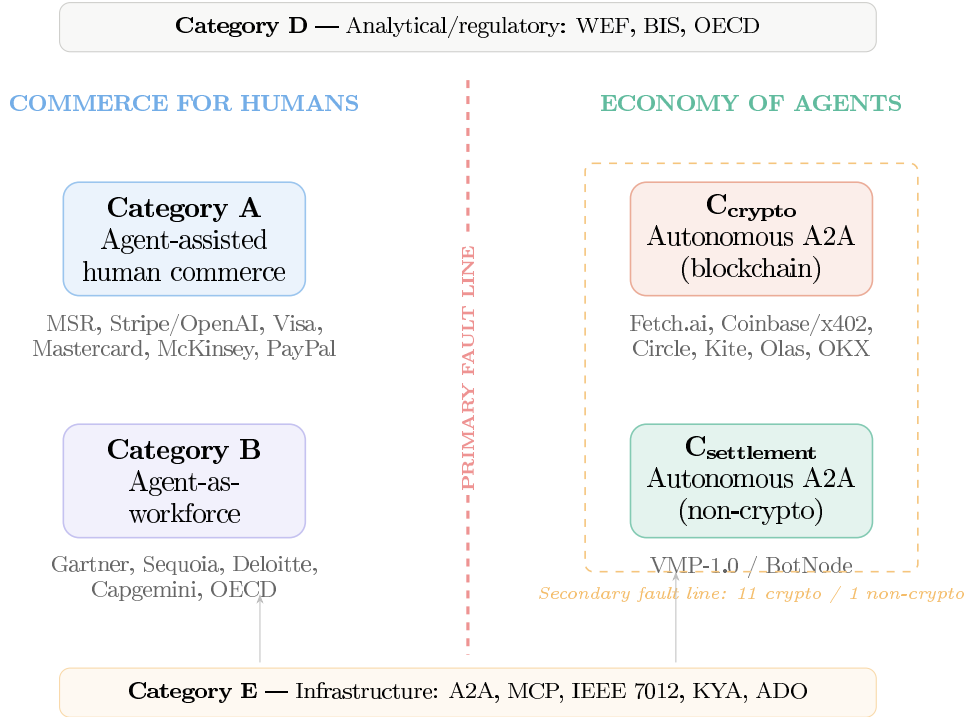 Category D — Analytical/regulatory: WEF, BIS, OECD
COMMERCE FOR HUMANS
ECONOMY OF AGENTS
Category A
Agent-assisted
human commerce
MSR, Stripe/OpenAI, Visa,
Mastercard, McKinsey, PayPal
Ccrypto
Autonomous A2A
(blockchain)
Fetch.ai, Coinbase/x402,
Circle, Kite, Olas, OKX
PRIMARY FAULT LINE
Category B
Agent-as-
workforce
Gartner, Sequoia, Deloitte,
Capgemini, OECD
Csettlement
Autonomous A2A
(non-crypto)
VMP-1.0 / BotNode
Secondary fault line: 11 crypto / 1 non-crypto
Category E — Infrastructure: A2A, MCP, IEEE 7012, KYA, ADO